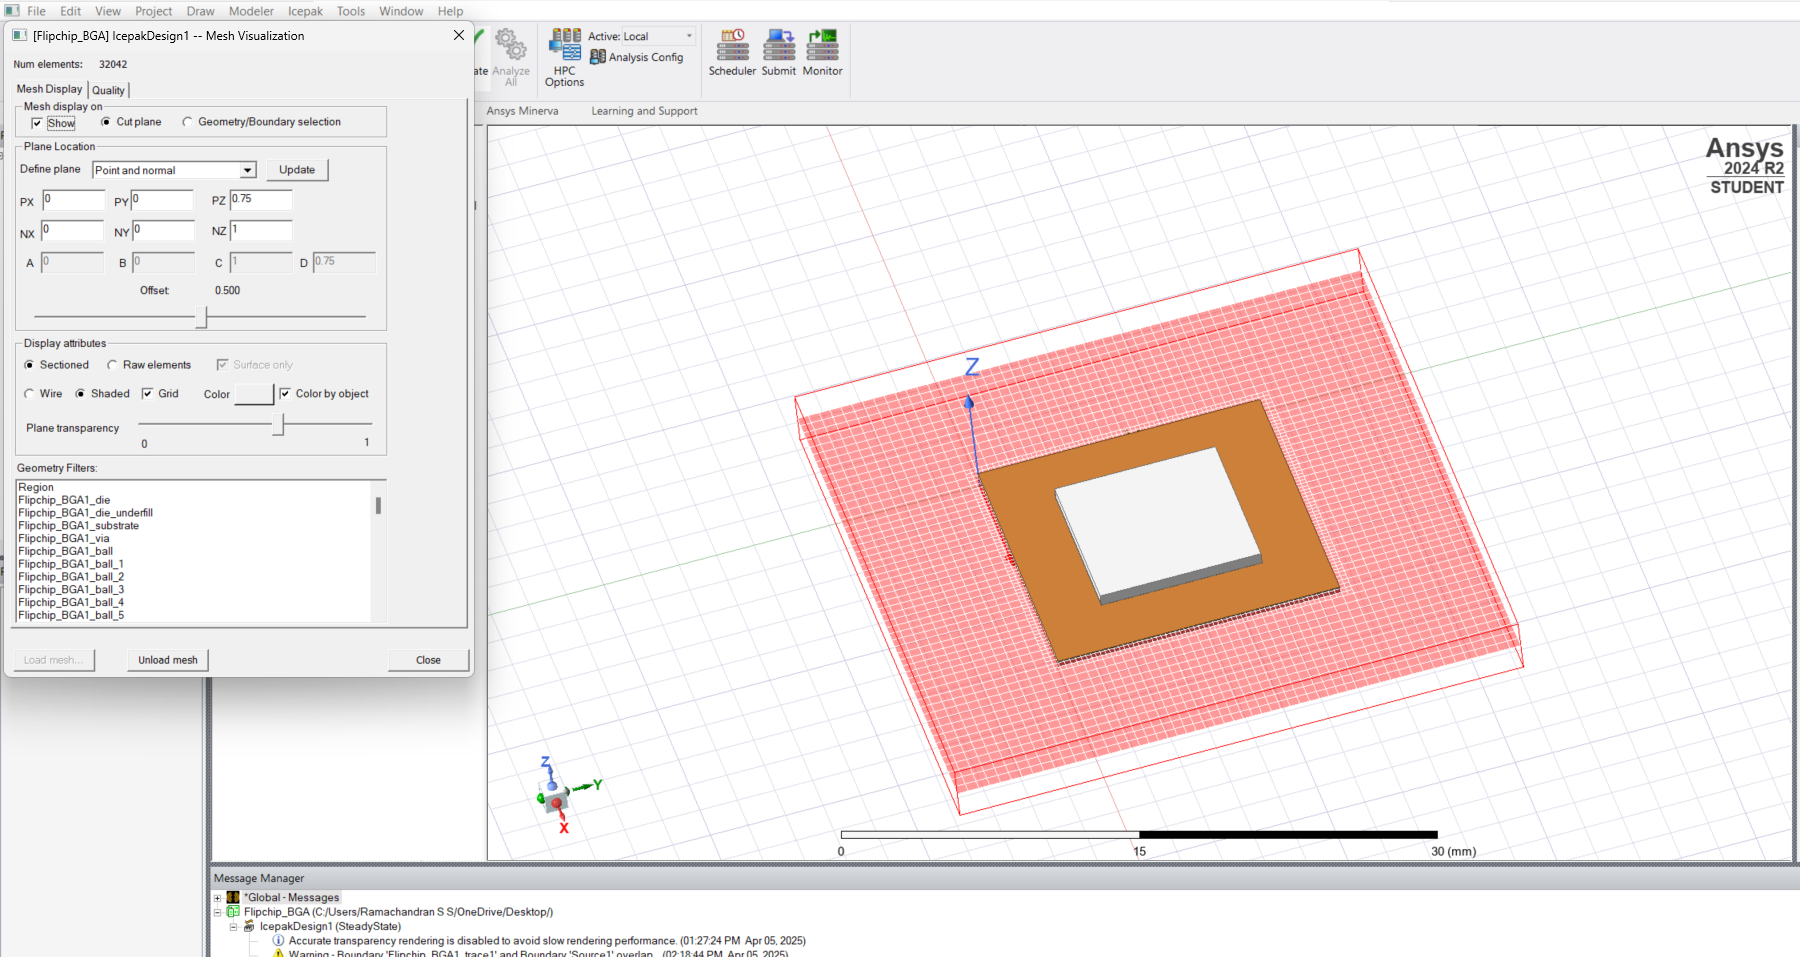 File Edit View Project Draw Modeler Icepak Tools Window Help
[Flipchip_BGA] IcepakDesign1 -- Mesh Visualization
Num elements: 32042
Mesh Display Quality
Mesh display on
Show Cut plane Geometry/Boundary selection
Plane Location
Define plane Point and normal Update
PX 0 PY 0 PZ 0.75
NX 0 NY 0 NZ 1
A 0 B 0 C 1 D 0.75
Offset: 0.500
Display attributes
Sectioned Raw elements Surface only
Wire Shaded Grid Color Color by object
Plane transparency
0 1
Geometry Filters:
Region
Flipchip_BGA1_die
Flipchip_BGA1_die_underfill
Flipchip_BGA1_substrate
Flipchip_BGA1_via
Flipchip_BGA1_ball
Flipchip_BGA1_ball_1
Flipchip_BGA1_ball_2
Flipchip_BGA1_ball_3
Flipchip_BGA1_ball_4
Flipchip_BGA1_ball_5
Load mesh... Unload mesh Close
ate Analyze All
HPC Options
Active: Local
Analysis Config
Scheduler Submit Monitor
Ansys Minerva Learning and Support
Ansys
2024 R2
STUDENT
Z
Z
Y
X
0 15 30 (mm)
Message Manager
*Global - Messages
Flipchip_BGA (C:/Users/Ramachandran S S/OneDrive/Desktop/)
IcepakDesign1 (SteadyState)
Accurate transparency rendering is disabled to avoid slow rendering performance. (01:27:24 PM Apr 05, 2025)
Warning - Boundary 'Flipchip_BGA1_trace1' and Boundary 'Source1' overlap. (02:18:44 PM Apr 05, 2025)